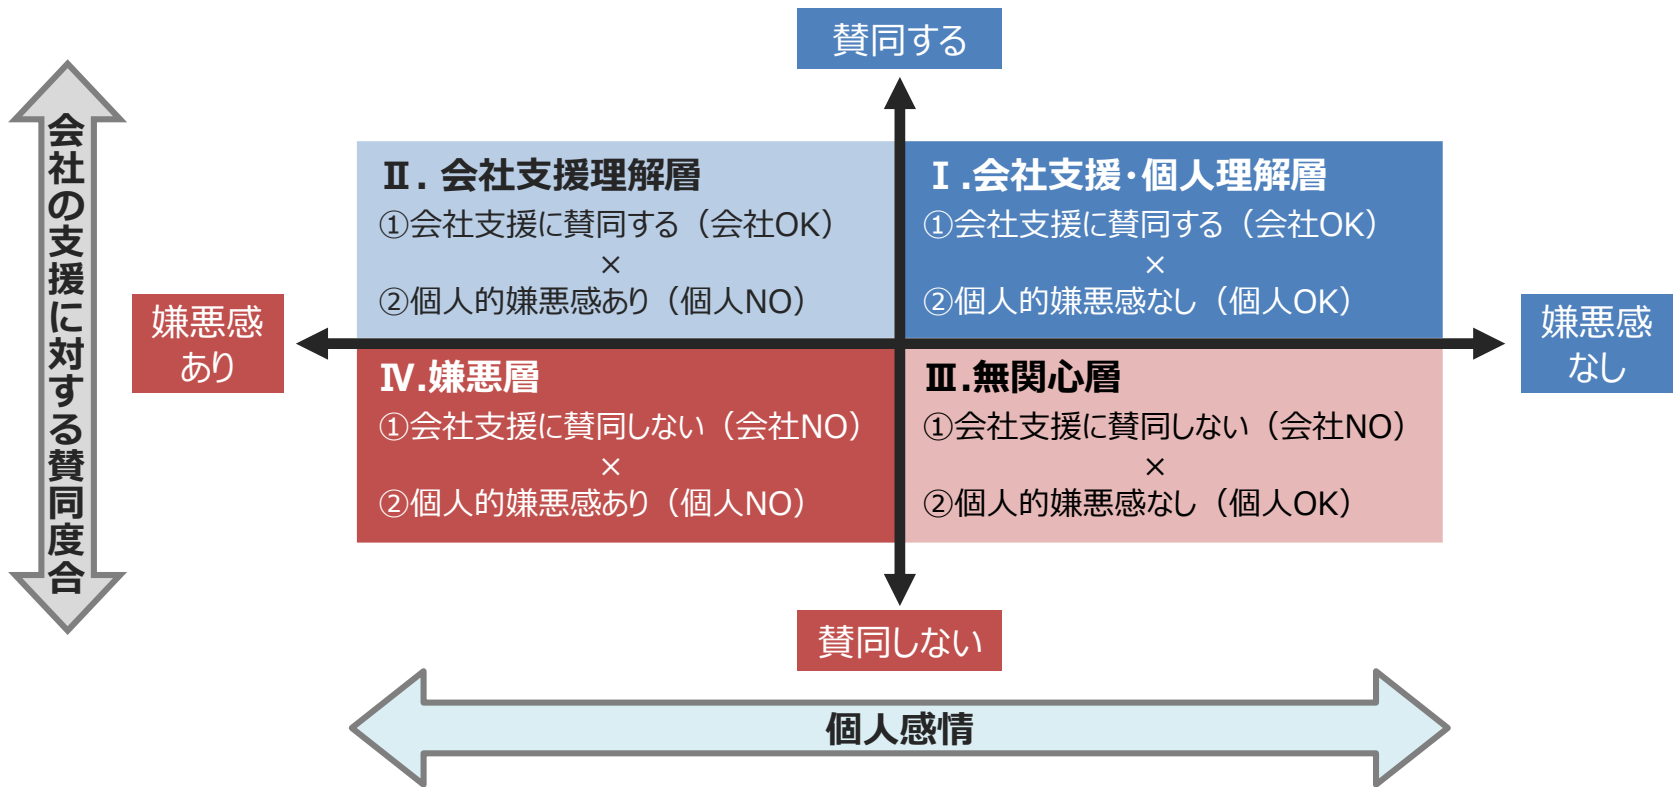 賛同する
会社の支援に対する賛同度合
Ⅱ. 会社支援理解層
①会社支援に賛同する（会社OK）
×
②個人的嫌悪感あり（個人NO）
Ⅰ.会社支援・個人理解層
①会社支援に賛同する（会社OK）
×
②個人的嫌悪感なし（個人OK）
嫌悪感
あり
嫌悪感
なし
Ⅳ.嫌悪層
①会社支援に賛同しない（会社NO）
×
②個人的嫌悪感あり（個人NO）
Ⅲ.無関心層
①会社支援に賛同しない（会社NO）
×
②個人的嫌悪感なし（個人OK）
賛同しない
個人感情